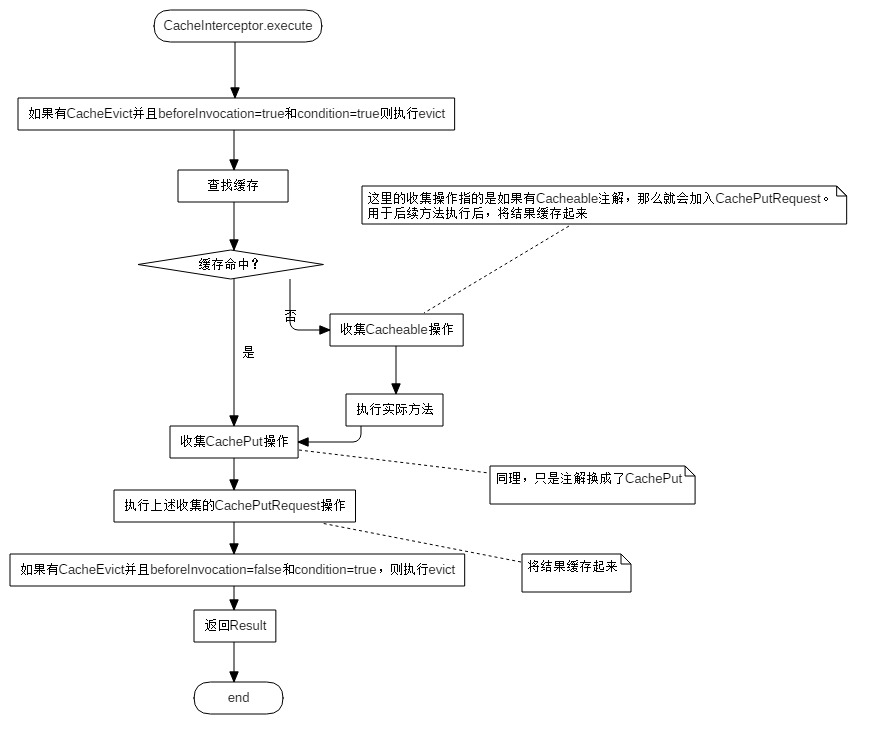 CacheInterceptor.execute
如果有CacheEvict并且beforeInvocation=true和condition=true则执行evict
查找缓存
这里的收集操作指的是如果有Cacheable注解，那么就会加入CachePutRequest。
用于后续方法执行后，将结果缓存起来
缓存命中？
否
收集Cacheable操作
是
执行实际方法
收集CachePut操作
同理，只是注解换成了CachePut
执行上述收集的CachePutRequest操作
如果有CacheEvict并且beforeInvocation=false和condition=true，则执行evict
将结果缓存起来
返回Result
end